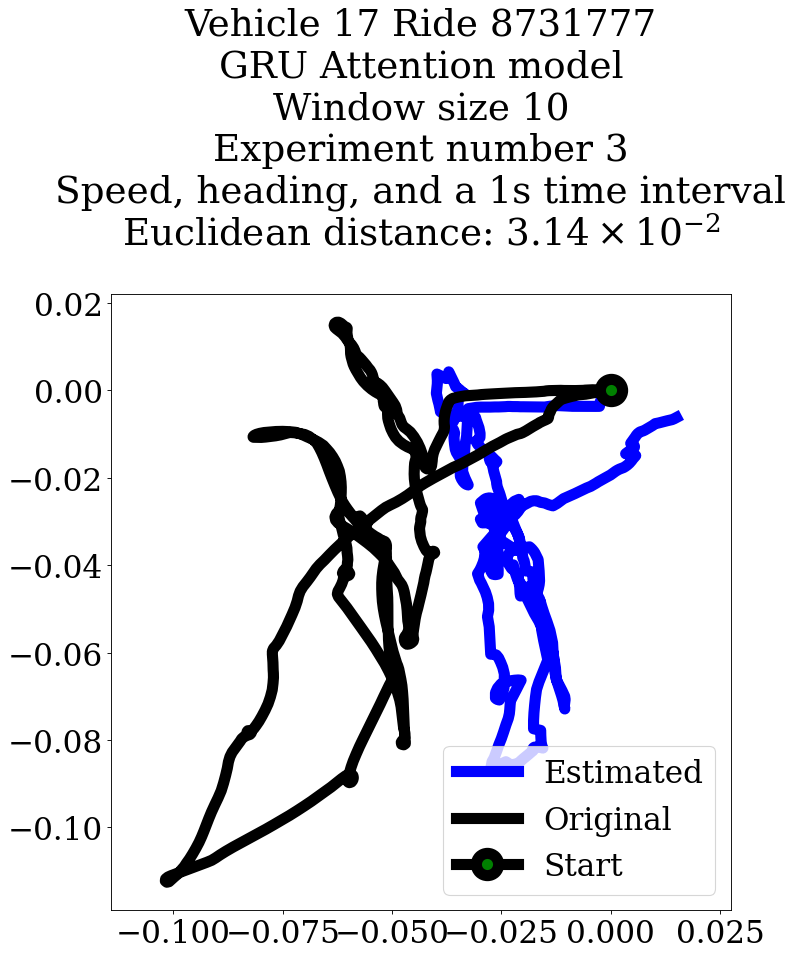 Vehicle 17 Ride 8731777
GRU Attention model
Window size 10
Experiment number 3
Speed, heading, and a 1s time interval
Euclidean distance: 3.14 × 10⁻²
0.02
0.00
−0.02
−0.04
−0.06
−0.08
−0.10
Estimated
Original
Start
−0.100 −0.075 −0.050 −0.025 0.000 0.025